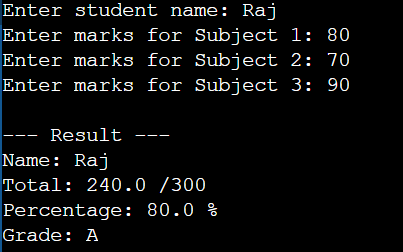 Enter student name: Raj
Enter marks for Subject 1: 80
Enter marks for Subject 2: 70
Enter marks for Subject 3: 90

--- Result ---
Name: Raj
Total: 240.0 /300
Percentage: 80.0 %
Grade: A